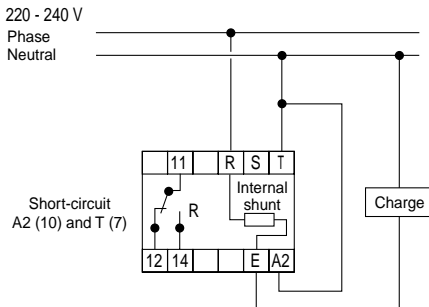 220 - 240 V
Phase
Neutral
11 R S T
Internal
shunt
R
Short-circuit
A2 (10) and T (7)
Charge
12 14 E A2